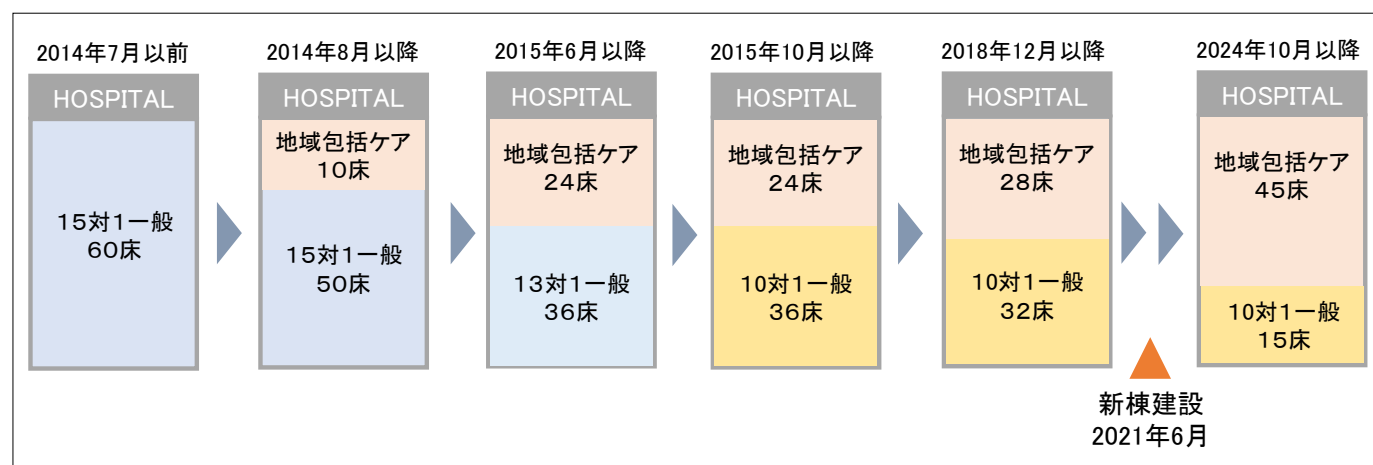 2014年7月以前
HOSPITAL
15対1一般
60床
2014年8月以降
HOSPITAL
地域包括ケア
10床
15対1一般
50床
2015年6月以降
HOSPITAL
地域包括ケア
24床
13対1一般
36床
2015年10月以降
HOSPITAL
地域包括ケア
24床
10対1一般
36床
2018年12月以降
HOSPITAL
地域包括ケア
28床
10対1一般
32床
新棟建設
2021年6月
2024年10月以降
HOSPITAL
地域包括ケア
45床
10対1一般
15床